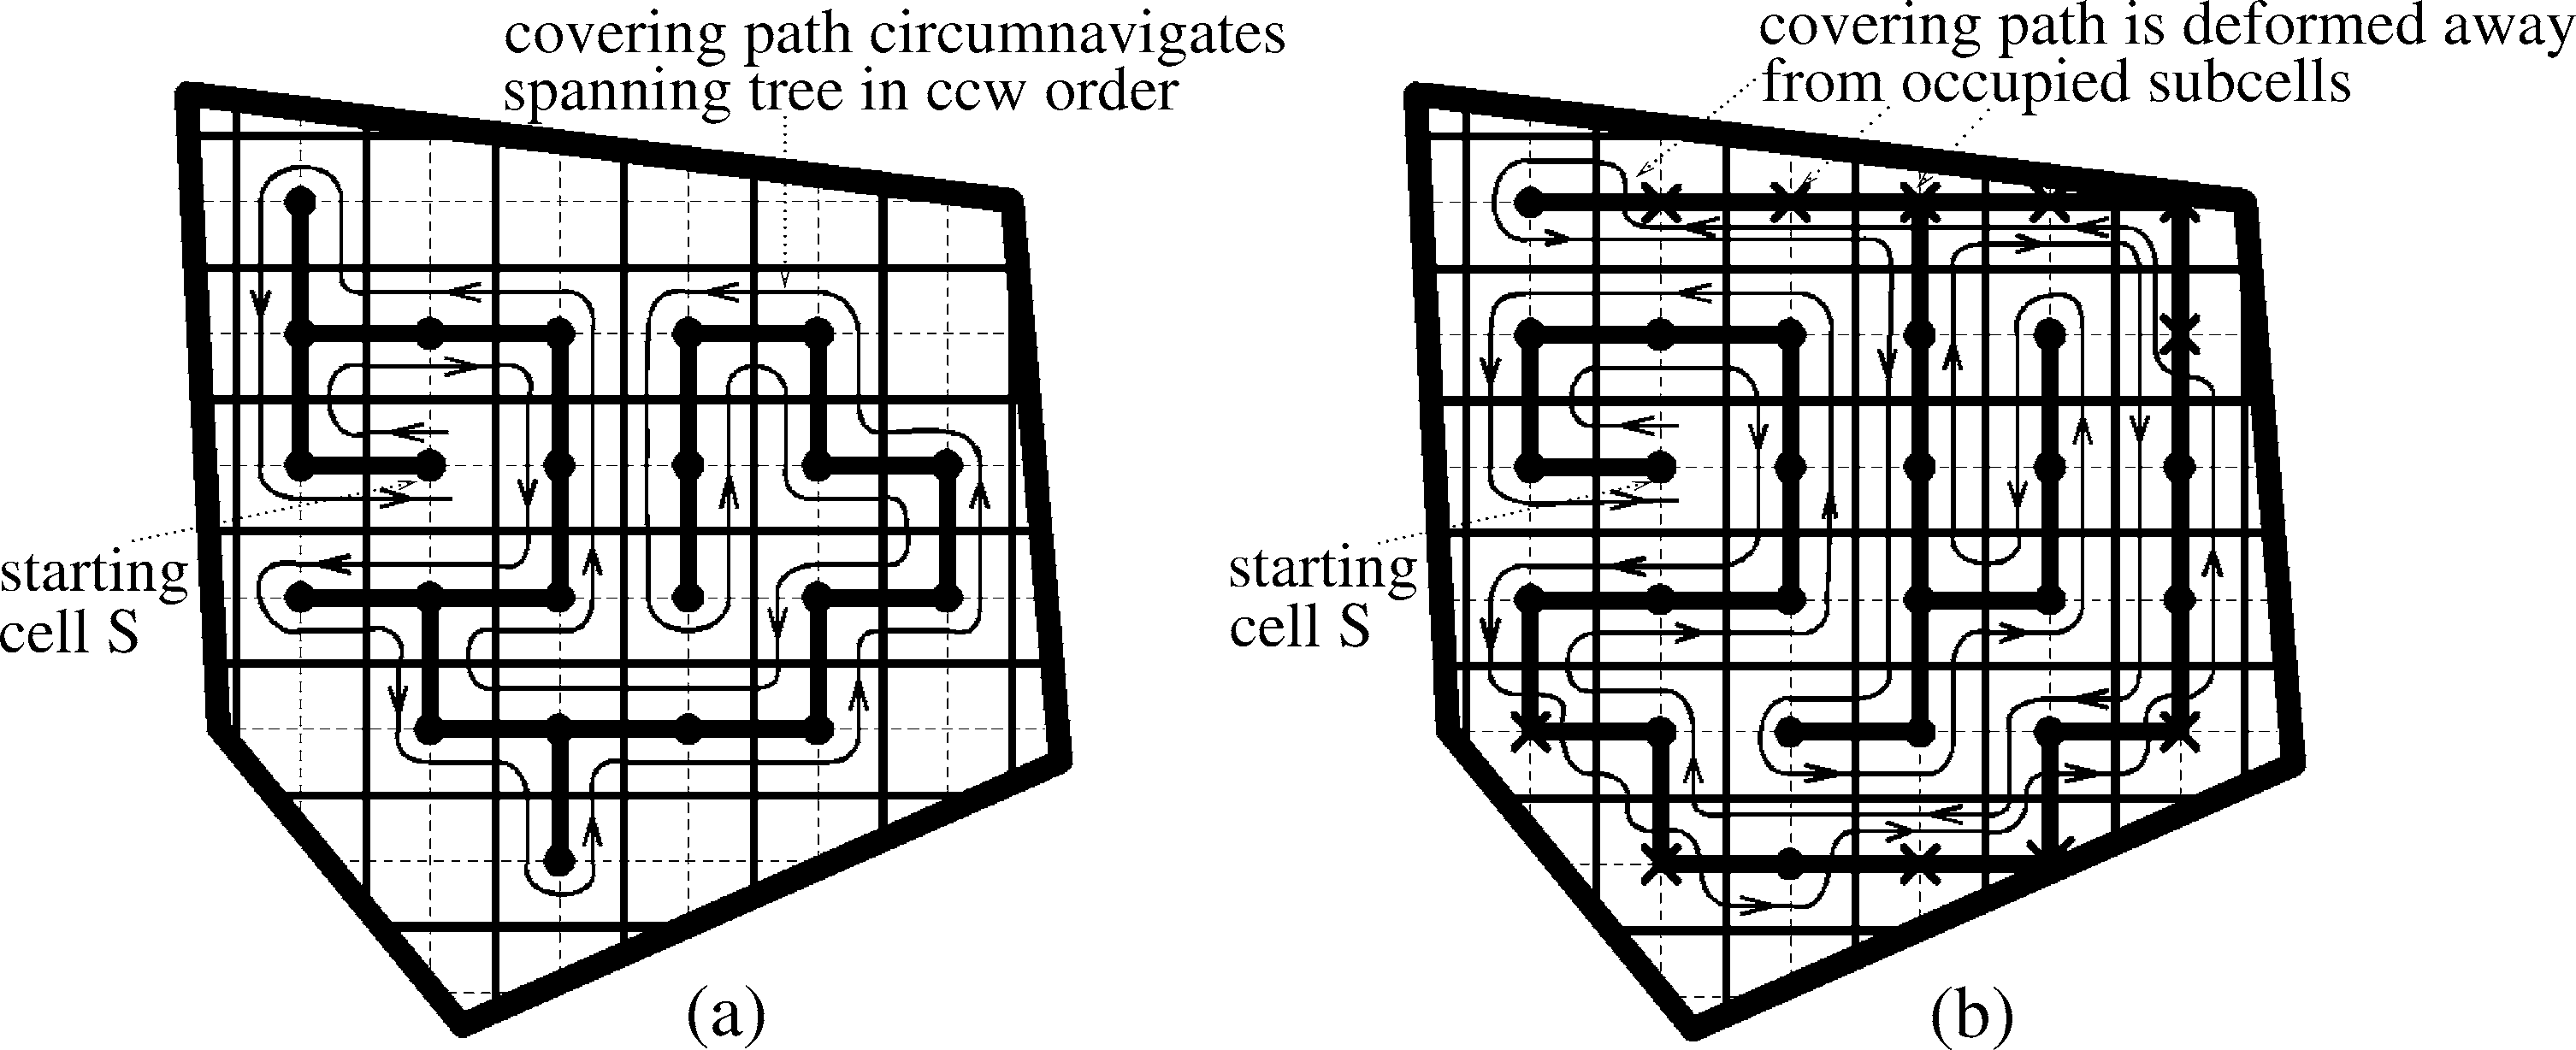 covering path circumnavigates
spanning tree in ccw order
starting
cell S
(a)
covering path is deformed away
from occupied subcells
starting
cell S
(b)